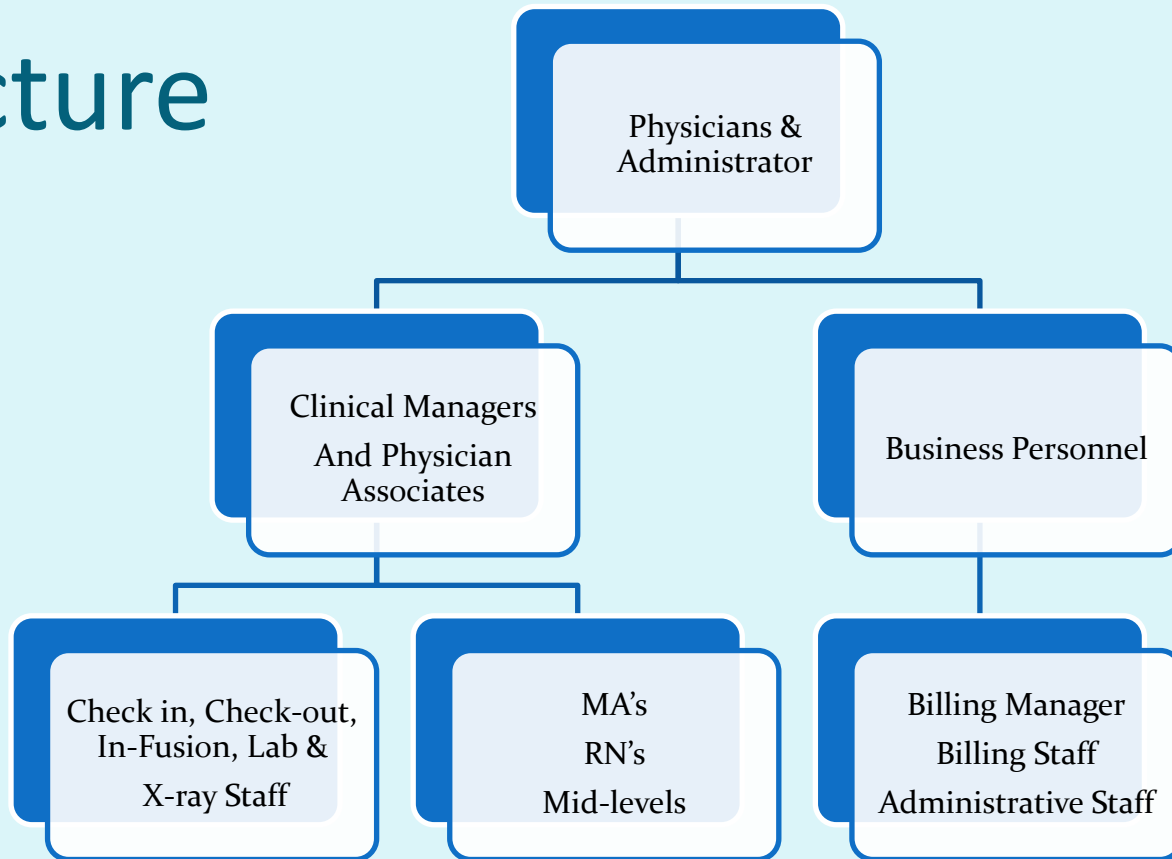 cture
Physicians &
Administrator
Clinical Managers
And Physician
Associates
Business Personnel
Check in, Check-out,
In-Fusion, Lab &
X-ray Staff
MA’s
RN’s
Mid-levels
Billing Manager
Billing Staff
Administrative Staff